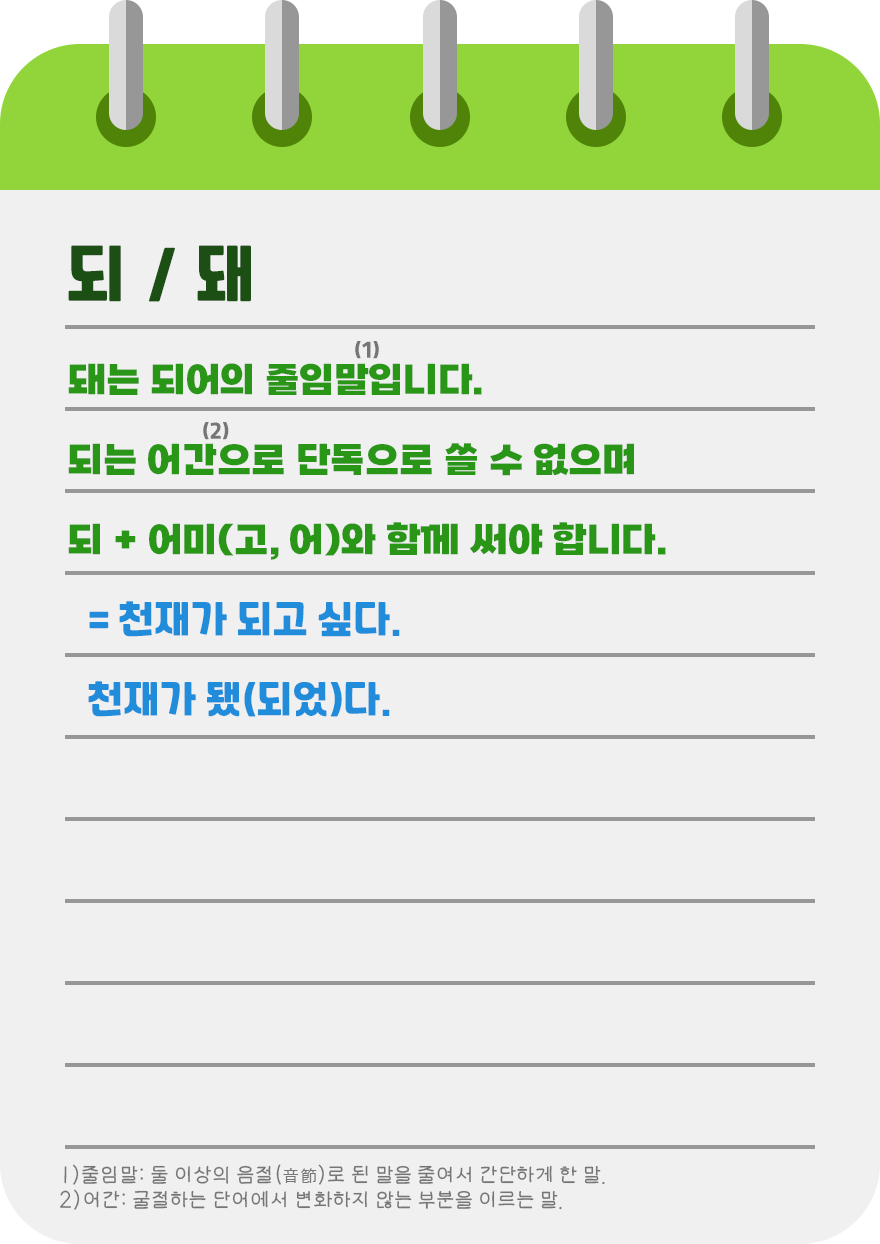 되 / 돼
(1)
돼는 되어의 줄임말입니다.
(2)
되는 어간으로 단독으로 쓸 수 없으며
되 + 어미(고, 어)와 함께 써야 합니다.
= 천재가 되고 싶다.
천재가 됐(되었)다.
1)줄임말: 둘 이상의 음절(音節)로 된 말을 줄여서 간단하게 한 말.
2)어간: 굴절하는 단어에서 변화하지 않는 부분을 이르는 말.